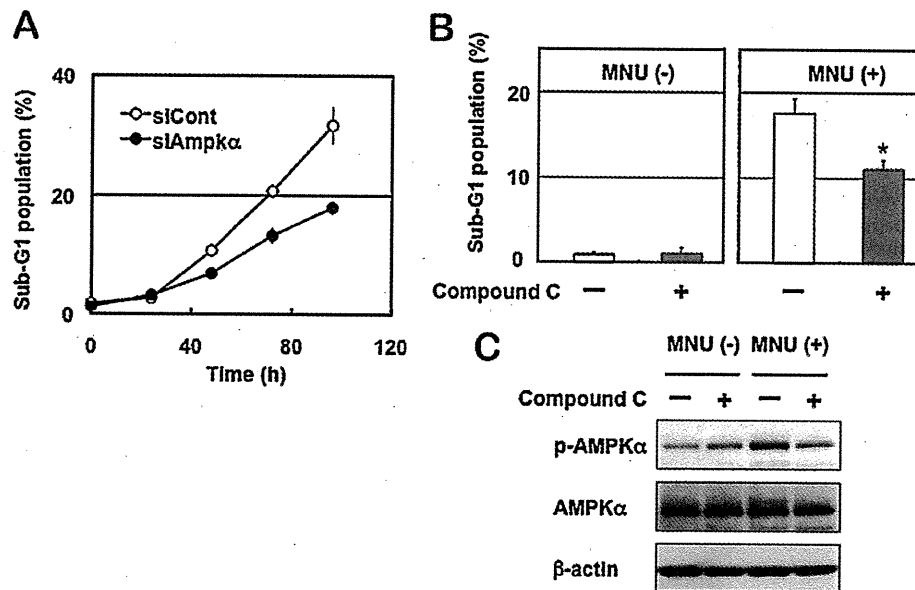 A
Sub-G1 population (%)
40
20
0
siCont
siAmpkα
0 40 80 120
Time (h)
B
Sub-G1 population (%)
20
10
0
MNU (-) MNU (+)
*
Compound C − + − +
C
MNU (-) MNU (+)
Compound C − + − +
p-AMPKα
AMPKα
β-actin